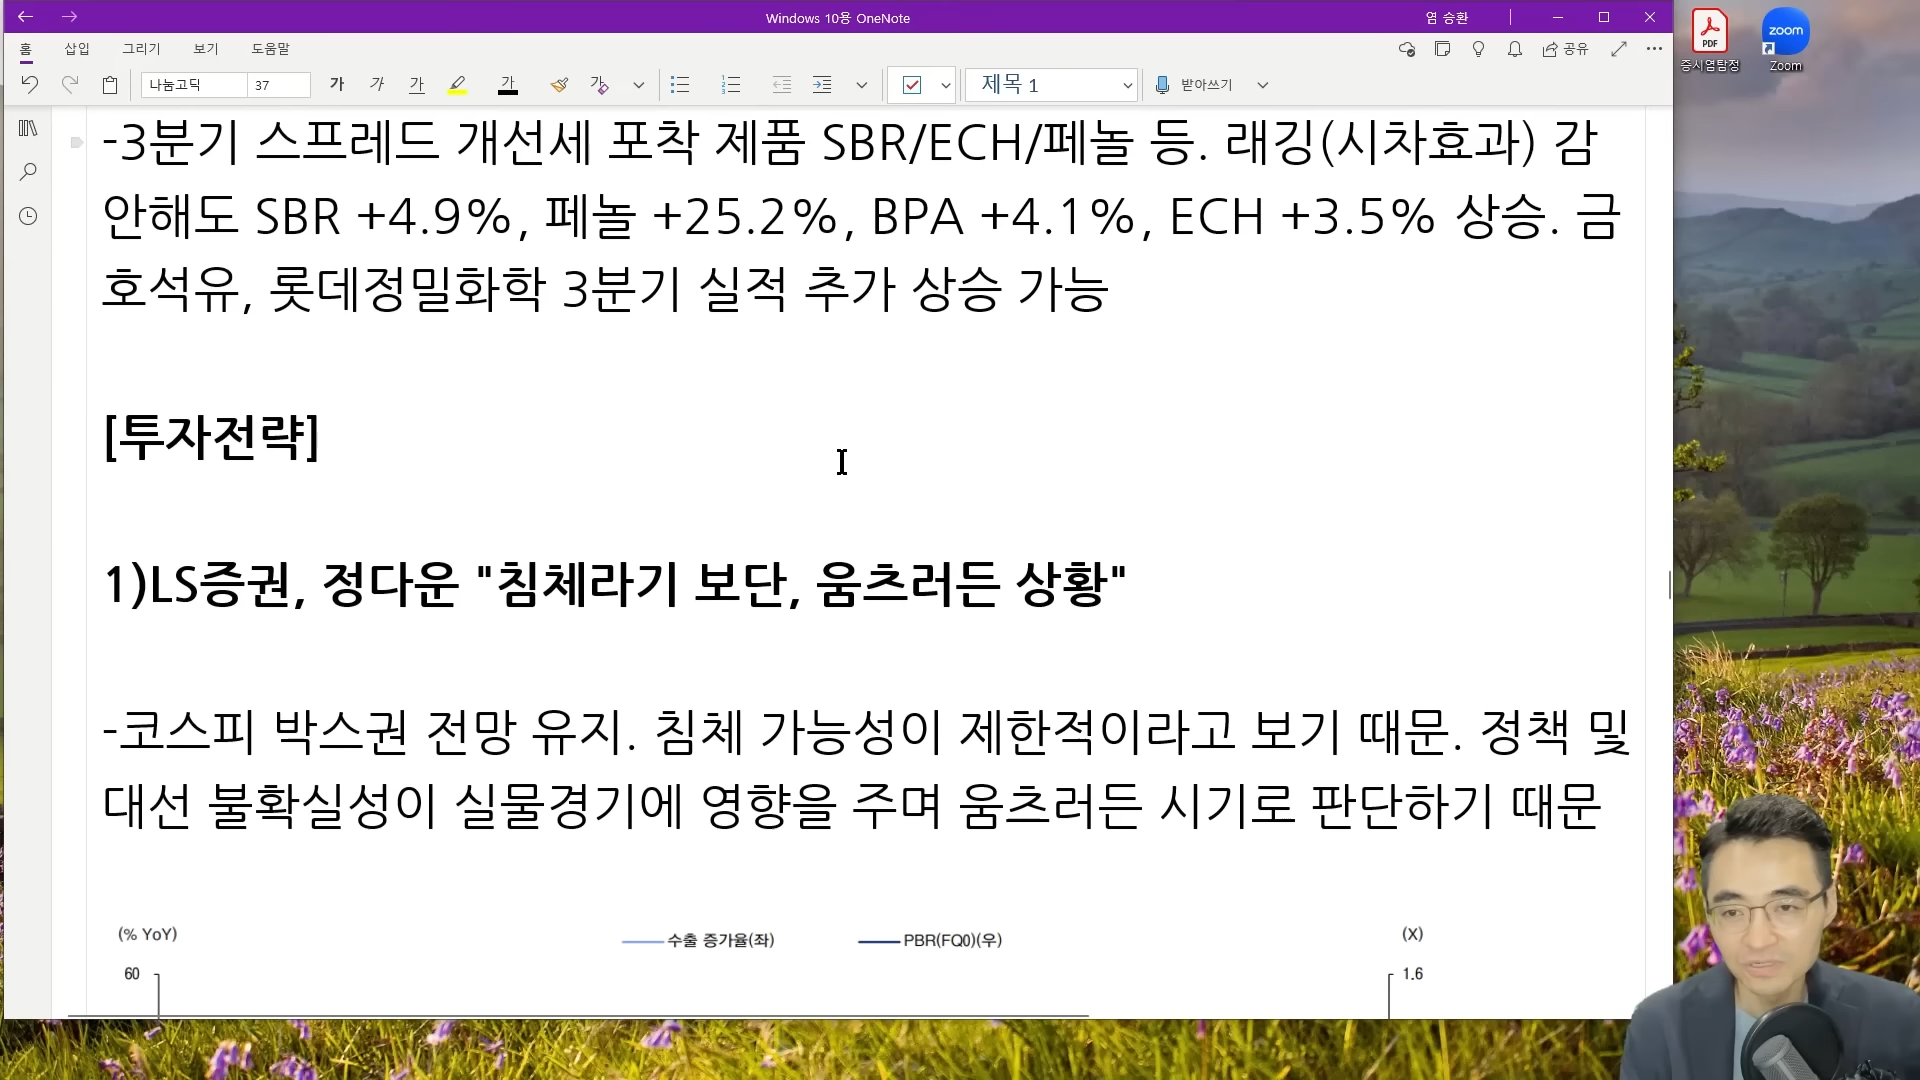 Windows 10용 OneNote
염 승환
홈 삽입 그리기 보기 도움말
공유
나눔고딕 37 가 가 가 가 가 제목 1 받아쓰기
-3분기 스프레드 개선세 포착 제품 SBR/ECH/페놀 등. 래깅(시차효과) 감
안해도 SBR +4.9%, 페놀 +25.2%, BPA +4.1%, ECH +3.5% 상승. 금
호석유, 롯데정밀화학 3분기 실적 추가 상승 가능
[투자전략]
1)LS증권, 정다운 "침체라기 보단, 움츠러든 상황"
-코스피 박스권 전망 유지. 침체 가능성이 제한적이라고 보기 때문. 정책 및
대선 불확실성이 실물경기에 영향을 주며 움츠러든 시기로 판단하기 때문
(% YoY) 수출 증가율(좌) PBR(FQ0)(우) (X)
60 1.6
PDF
증시염탐정
zoom
Zoom